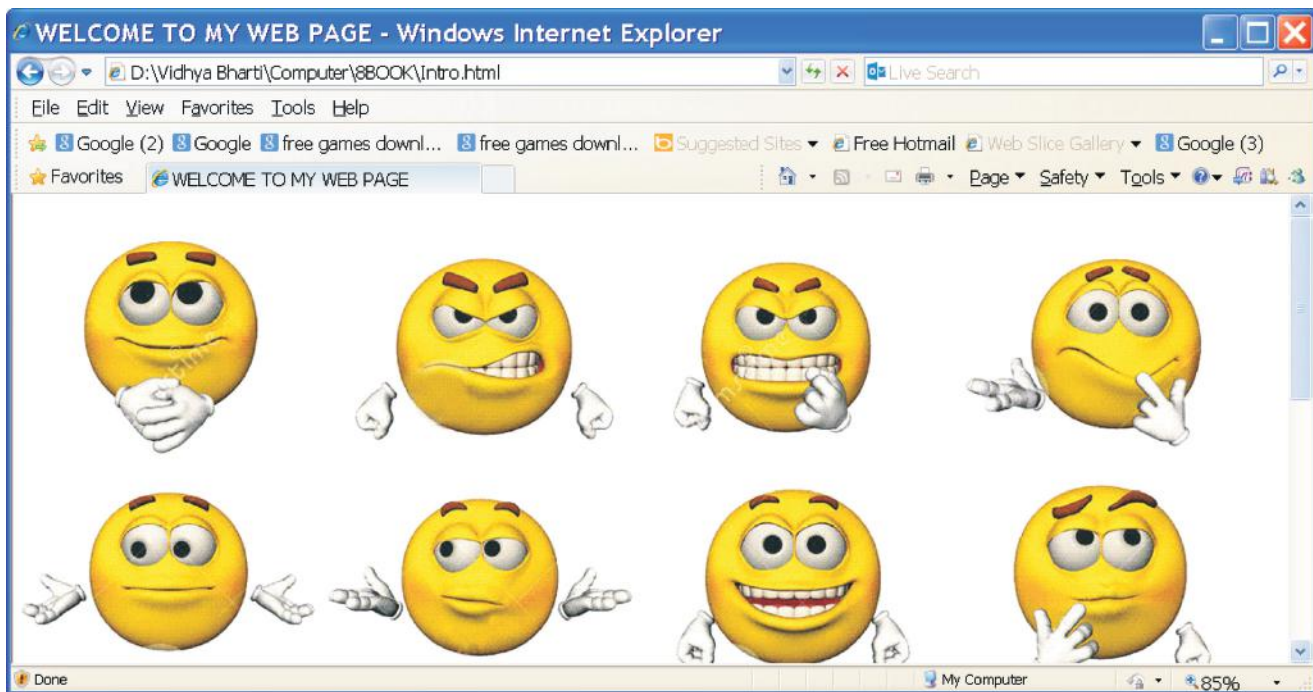 WELCOME TO MY WEB PAGE - Windows Internet Explorer
D:\Vidhya Bharti\Computer\8BOOK\Intro.html Live Search
File Edit View Favorites Tools Help
Google (2) Google free games downl... free games downl... Suggested Sites Free Hotmail Web Slice Gallery Google (3)
Favorites WELCOME TO MY WEB PAGE Page Safety Tools
Done My Computer 85%